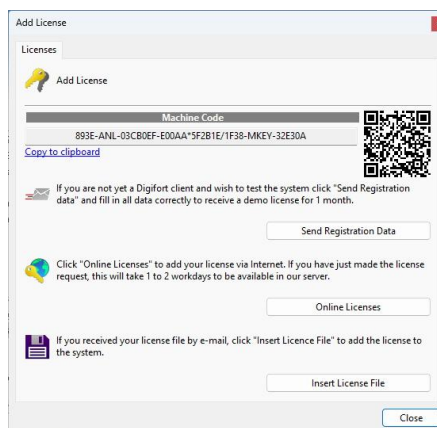 Add License
Licenses
Add License
Machine Code
893E-ANL-03CB0EF-E00AA*5F2B1E/1F38-MKEY-32E30A
Copy to clipboard
If you are not yet a Digifort client and wish to test the system click "Send Registration
data" and fill in all data correctly to receive a demo license for 1 month.
Send Registration Data
Click "Online Licenses" to add your license via Internet. If you have just made the license
request, this will take 1 to 2 workdays to be available in our server.
Online Licenses
If you received your license file by e-mail, click "Insert Licence File" to add the license to
the system.
Insert License File
Close